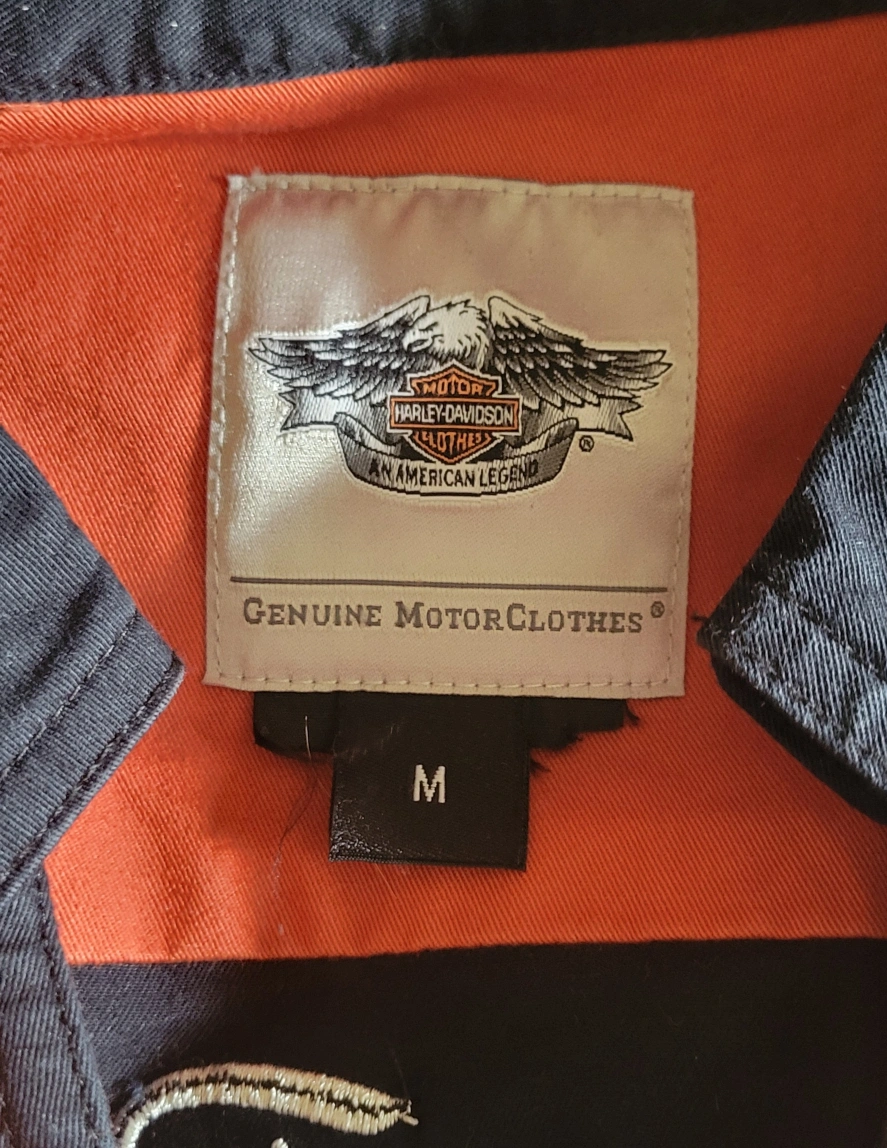 MOTOR
HARLEY-DAVIDSON
CLOTHES
®
AN AMERICAN LEGEND
GENUINE MOTORCLOTHES®
M